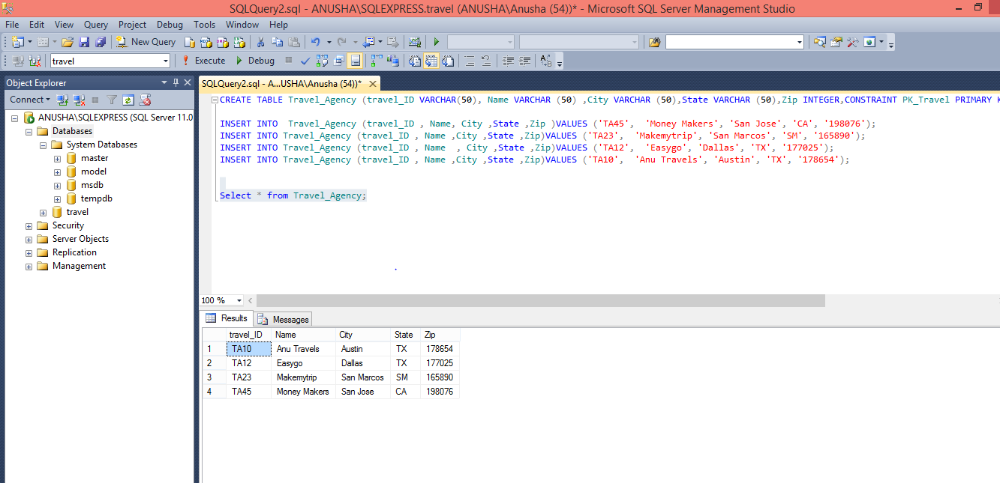 SQLQuery2.sql - ANUSHA\SQLEXPRESS.travel (ANUSHA\Anusha (54))* - Microsoft SQL Server Management Studio
File Edit View Query Project Debug Tools Window Help
New Query
travel Execute Debug
Object Explorer
Connect
ANUSHA\SQLEXPRESS (SQL Server 11.0
Databases
System Databases
master
model
msdb
tempdb
travel
Security
Server Objects
Replication
Management
SQLQuery2.sql - A...USHA\Anusha (54))*
CREATE TABLE Travel_Agency (travel_ID VARCHAR(50), Name VARCHAR (50) ,City VARCHAR (50),State VARCHAR (50),Zip INTEGER,CONSTRAINT PK_Travel PRIMARY K
INSERT INTO  Travel_Agency (travel_ID , Name, City ,State ,Zip )VALUES ('TA45',  'Money Makers', 'San Jose', 'CA', '198076');
INSERT INTO Travel_Agency (travel_ID , Name ,City ,State ,Zip)VALUES ('TA23',  'Makemytrip', 'San Marcos', 'SM', '165890');
INSERT INTO Travel_Agency (travel_ID , Name  , City ,State ,Zip)VALUES ('TA12',  'Easygo', 'Dallas', 'TX', '177025');
INSERT INTO Travel_Agency (travel_ID , Name ,City ,State ,Zip)VALUES ('TA10',  'Anu Travels', 'Austin', 'TX', '178654');
Select * from Travel_Agency;
100 %
Results Messages
travel_ID Name City State Zip
1 TA10 Anu Travels Austin TX 178654
2 TA12 Easygo Dallas TX 177025
3 TA23 Makemytrip San Marcos SM 165890
4 TA45 Money Makers San Jose CA 198076